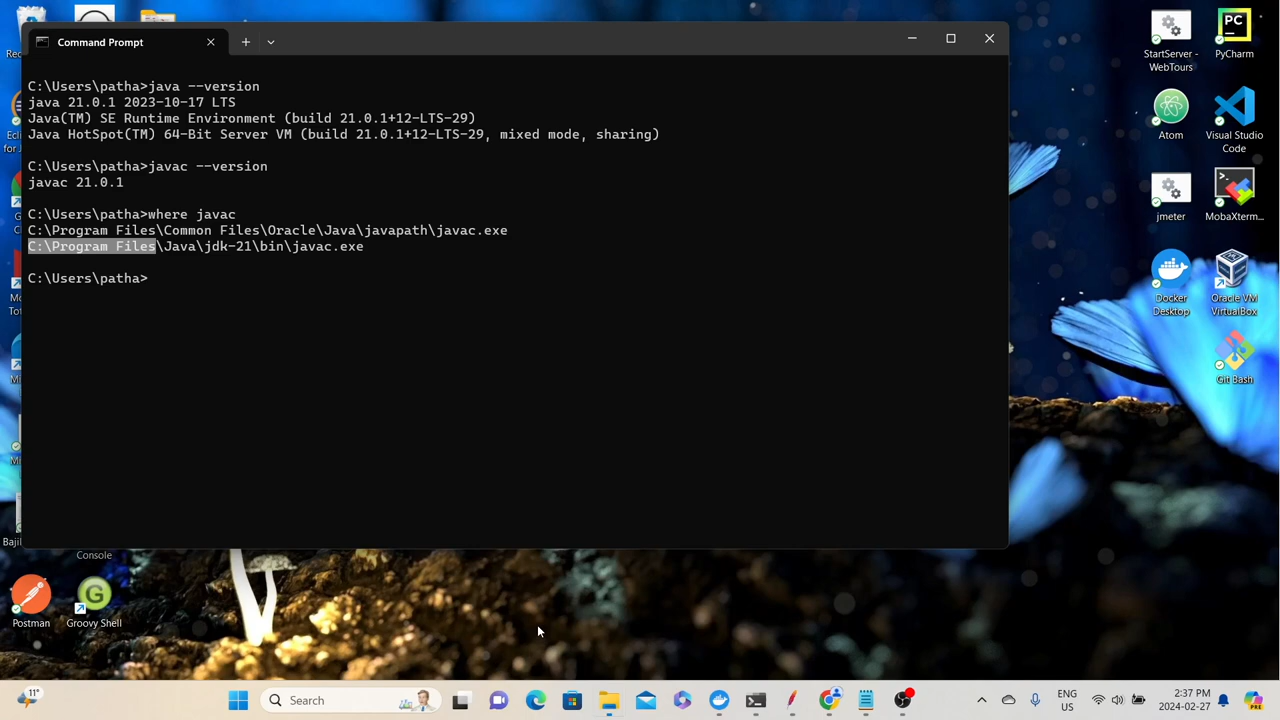 Command Prompt
C:\Users\patha>java --version
java 21.0.1 2023-10-17 LTS
Java(TM) SE Runtime Environment (build 21.0.1+12-LTS-29)
Java HotSpot(TM) 64-Bit Server VM (build 21.0.1+12-LTS-29, mixed mode, sharing)
C:\Users\patha>javac --version
javac 21.0.1
C:\Users\patha>where javac
C:\Program Files\Common Files\Oracle\Java\javapath\javac.exe
C:\Program Files\Java\jdk-21\bin\javac.exe
C:\Users\patha>
StartServer -
WebTours
PC
PyCharm
Atom
Visual Studio
Code
jmeter
MobaXterm...
Docker
Desktop
Oracle VM
VirtualBox
Git Bash
Console
Postman
G
Groovy Shell
11°
Search
ENG
US
2:37 PM
2024-02-27
PRE